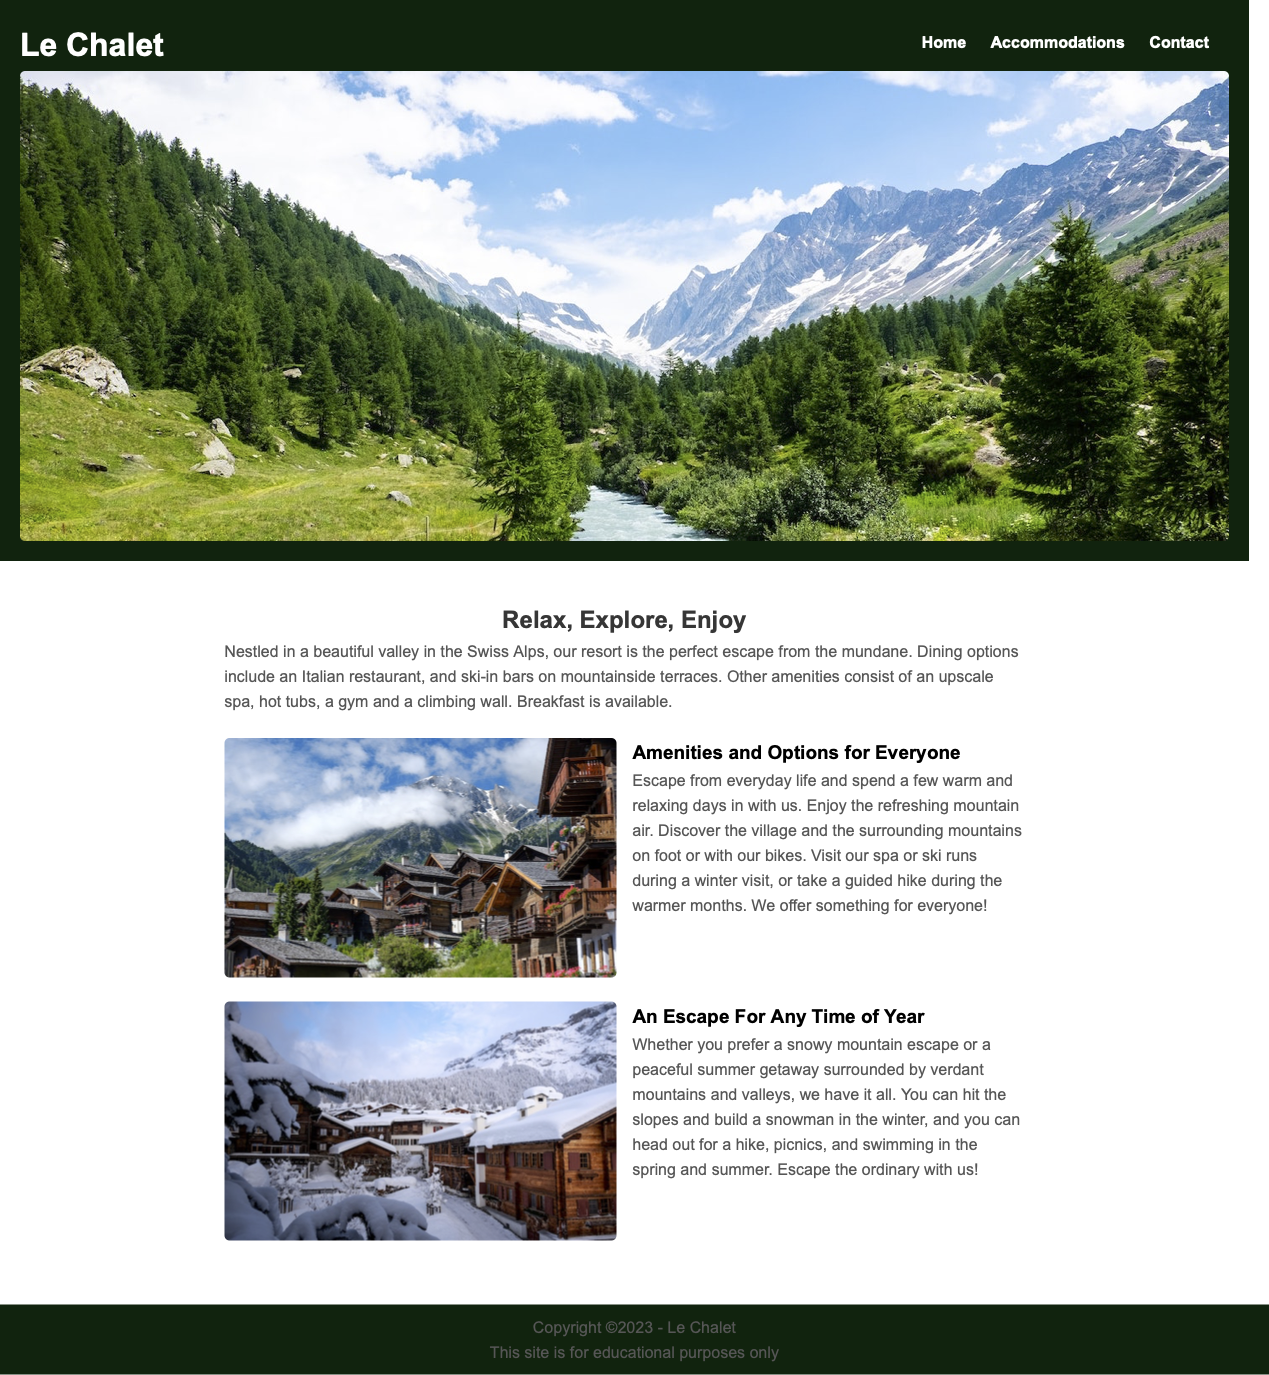 Le Chalet
Home Accommodations Contact
Relax, Explore, Enjoy
Nestled in a beautiful valley in the Swiss Alps, our resort is the perfect escape from the mundane. Dining options
include an Italian restaurant, and ski-in bars on mountainside terraces. Other amenities consist of an upscale
spa, hot tubs, a gym and a climbing wall. Breakfast is available.
Amenities and Options for Everyone
Escape from everyday life and spend a few warm and
relaxing days in with us. Enjoy the refreshing mountain
air. Discover the village and the surrounding mountains
on foot or with our bikes. Visit our spa or ski runs
during a winter visit, or take a guided hike during the
warmer months. We offer something for everyone!
An Escape For Any Time of Year
Whether you prefer a snowy mountain escape or a
peaceful summer getaway surrounded by verdant
mountains and valleys, we have it all. You can hit the
slopes and build a snowman in the winter, and you can
head out for a hike, picnics, and swimming in the
spring and summer. Escape the ordinary with us!
Copyright ©2023 - Le Chalet
This site is for educational purposes only